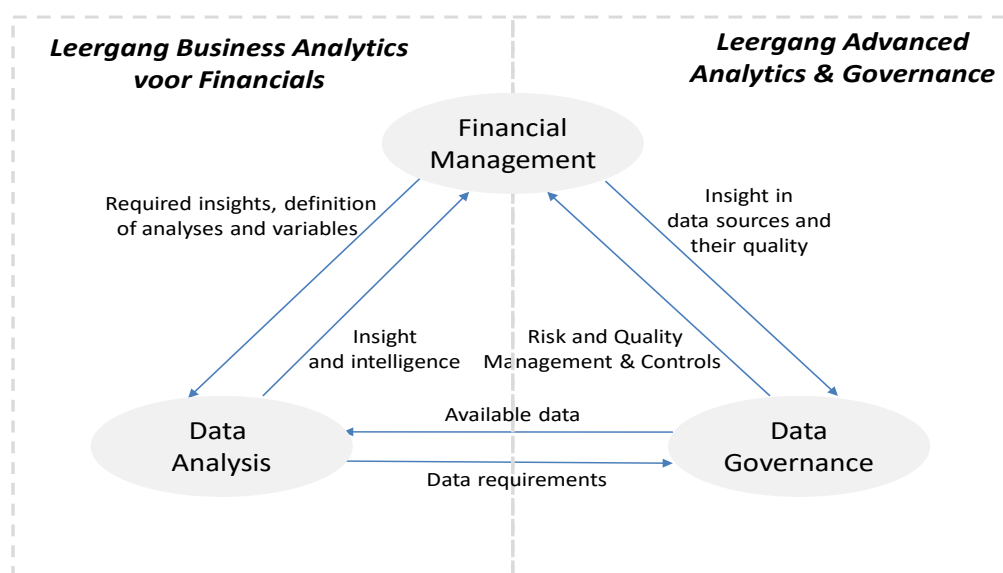 Leergang Business Analytics
voor Financials
Leergang Advanced
Analytics & Governance
Financial
Management
Required insights, definition
of analyses and variables
Insight in
data sources and
their quality
Insight
and intelligence
Risk and Quality
Management & Controls
Data
Analysis
Available data
Data requirements
Data
Governance